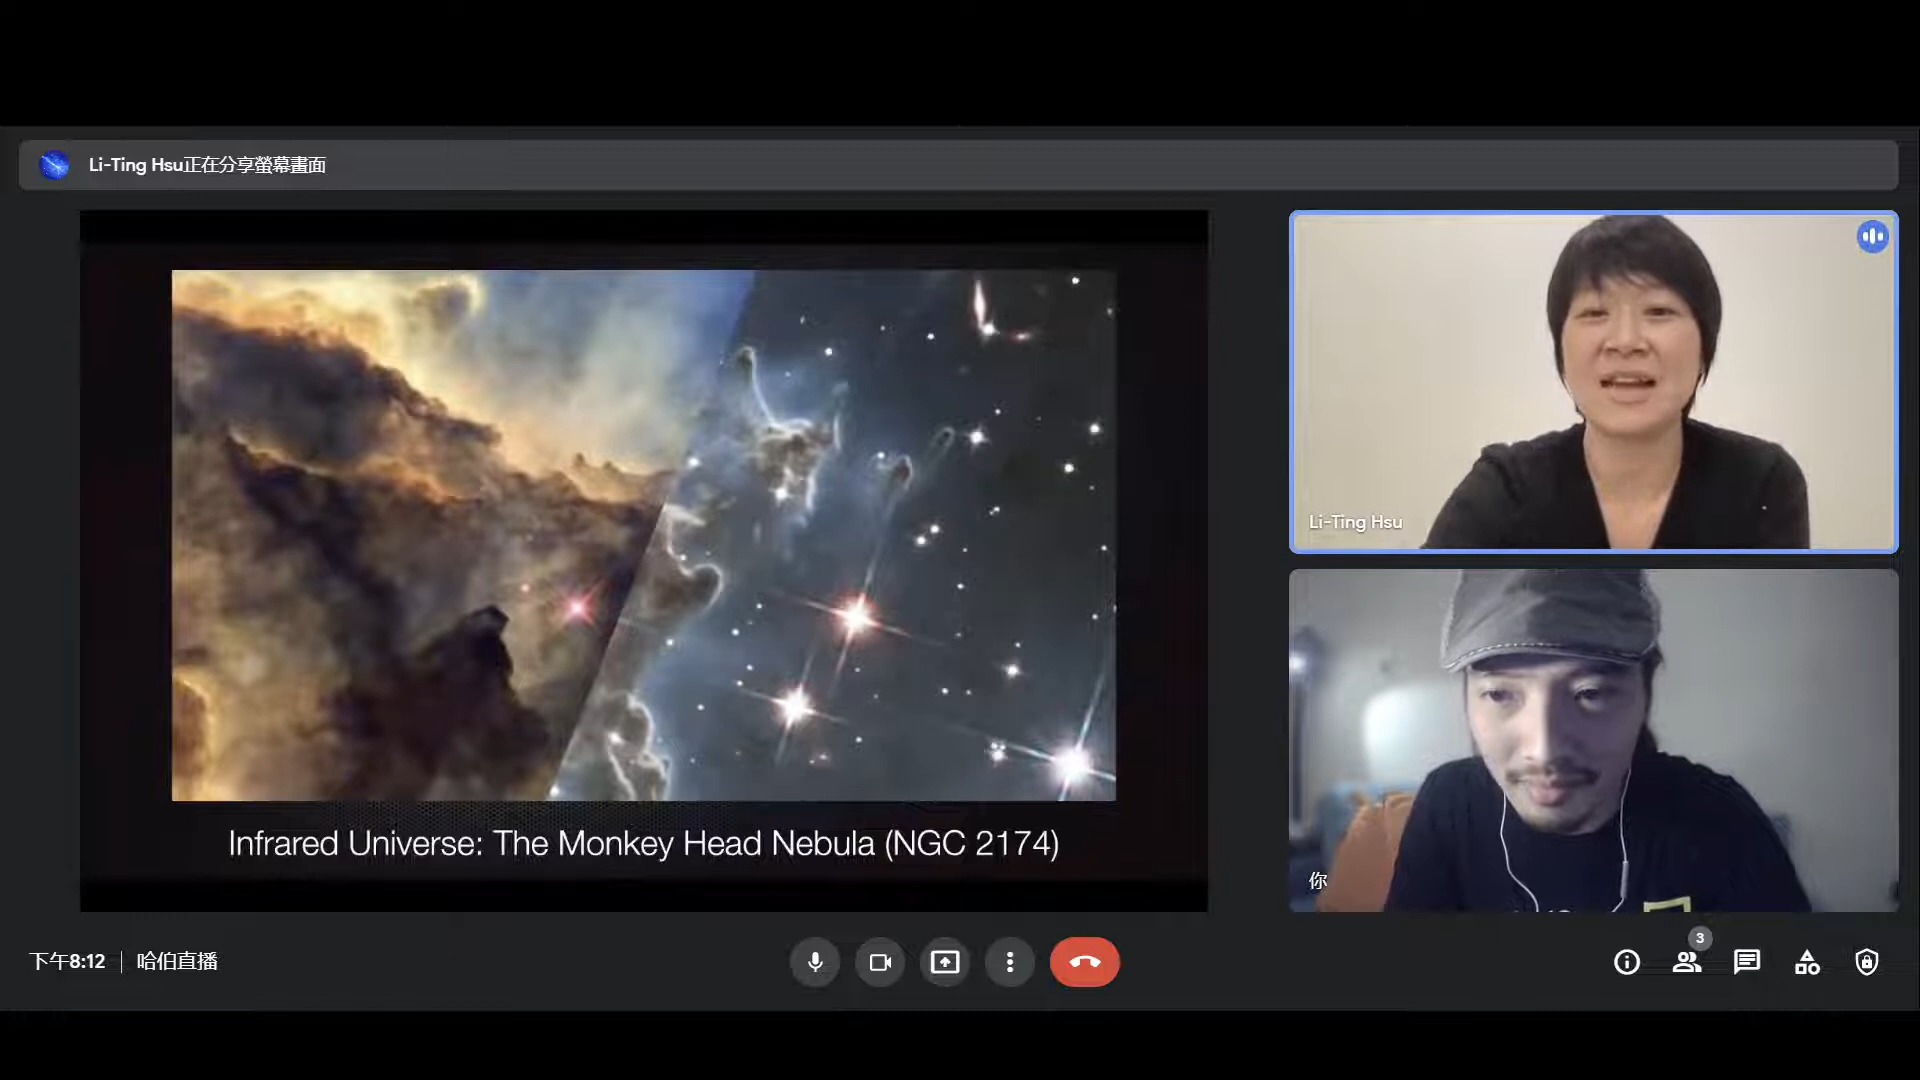 Li-Ting Hsu正在分享螢幕畫面
Li-Ting Hsu
Infrared Universe: The Monkey Head Nebula (NGC 2174)
你
下午8:12
哈伯直播
3